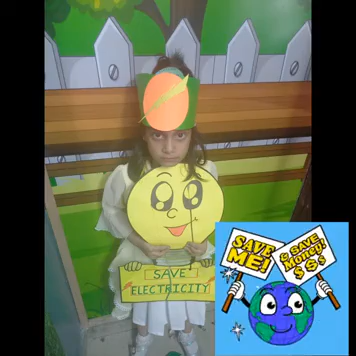 SAVE
ELECTRICITY
SAVE
ME!
& SAVE
Money!
$ $ $